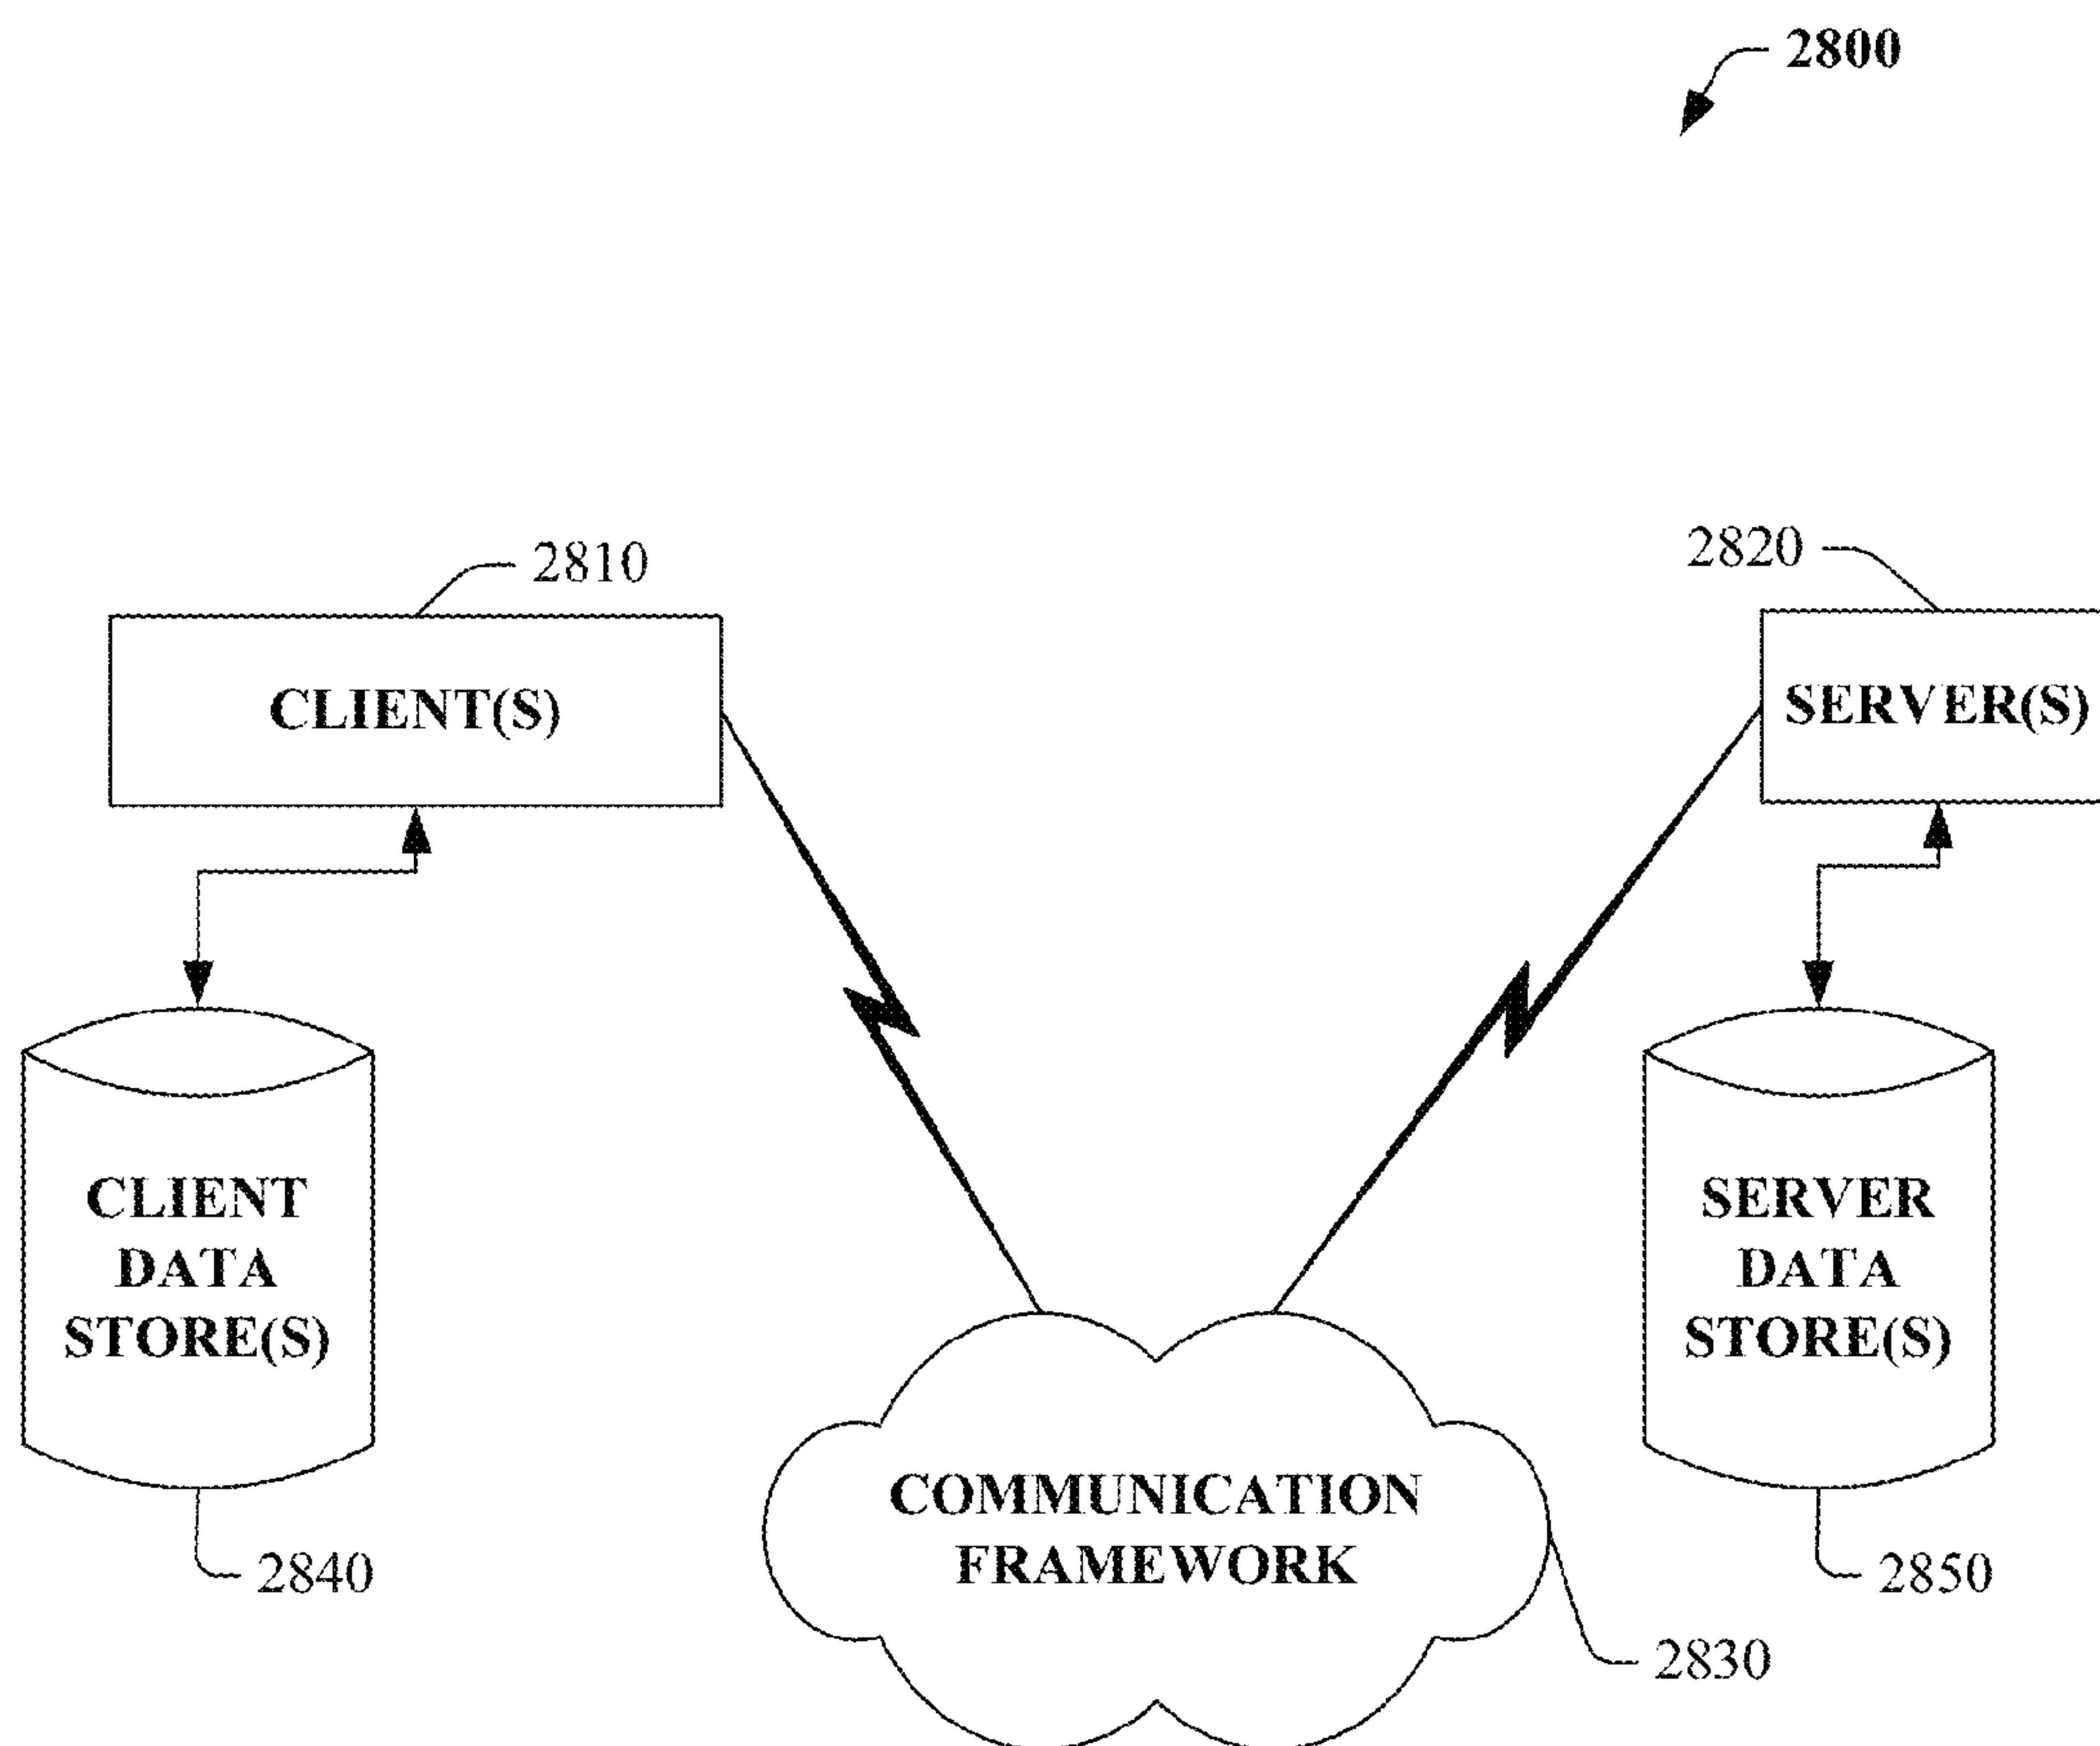 2800
2810
2820
CLIENT(S)
SERVER(S)
CLIENT
DATA
STORE(S)
SERVER
DATA
STORE(S)
COMMUNICATION
FRAMEWORK
2840
2850
2830